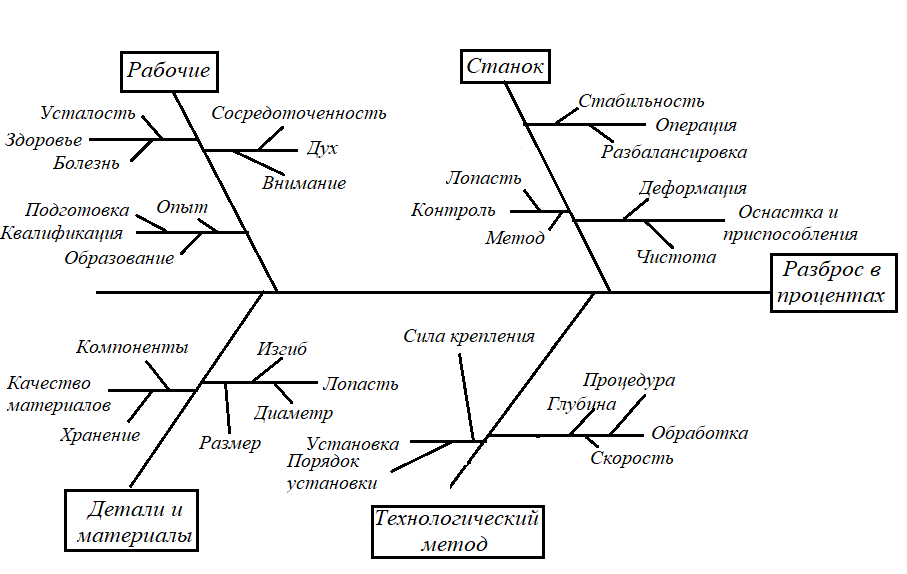 Рабочие
Станок
Усталость
Сосредоточенность
Стабильность
Здоровье
Дух
Операция
Болезнь
Внимание
Разбалансировка
Лопасть
Деформация
Подготовка
Опыт
Контроль
Оснастка и
приспособления
Квалификация
Метод
Образование
Чистота
Разброс в
процентах
Сила крепления
Компоненты
Изгиб
Качество
материалов
Лопасть
Процедура
Глубина
Диаметр
Хранение
Размер
Установка
Обработка
Порядок
установки
Скорость
Детали и
материалы
Технологический
метод